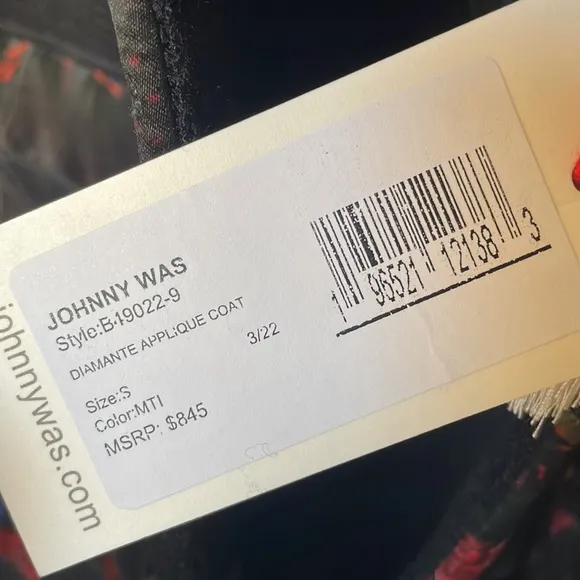 JOHNNY WAS
Style:B49022-9
DIAMANTE APPLIQUE COAT
3/22
Size:S
Color:MTI
MSRP: $845
1 96521 12138 3
johnnywas.com